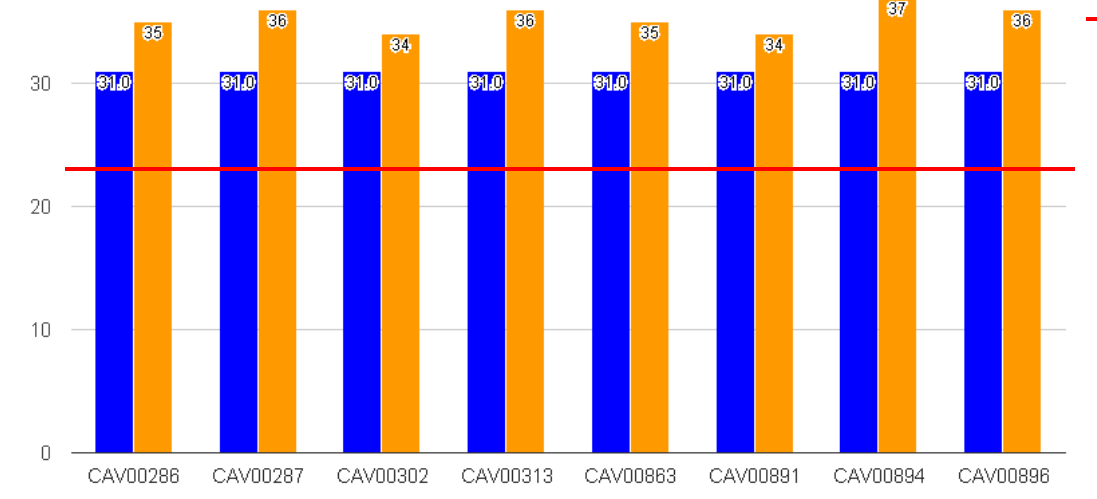 35 36 34 36 35 34 37 36
30 31.0 31.0 31.0 31.0 31.0 31.0 31.0 31.0
20
10
0
CAV00286 CAV00287 CAV00302 CAV00313 CAV00863 CAV00891 CAV00894 CAV00896